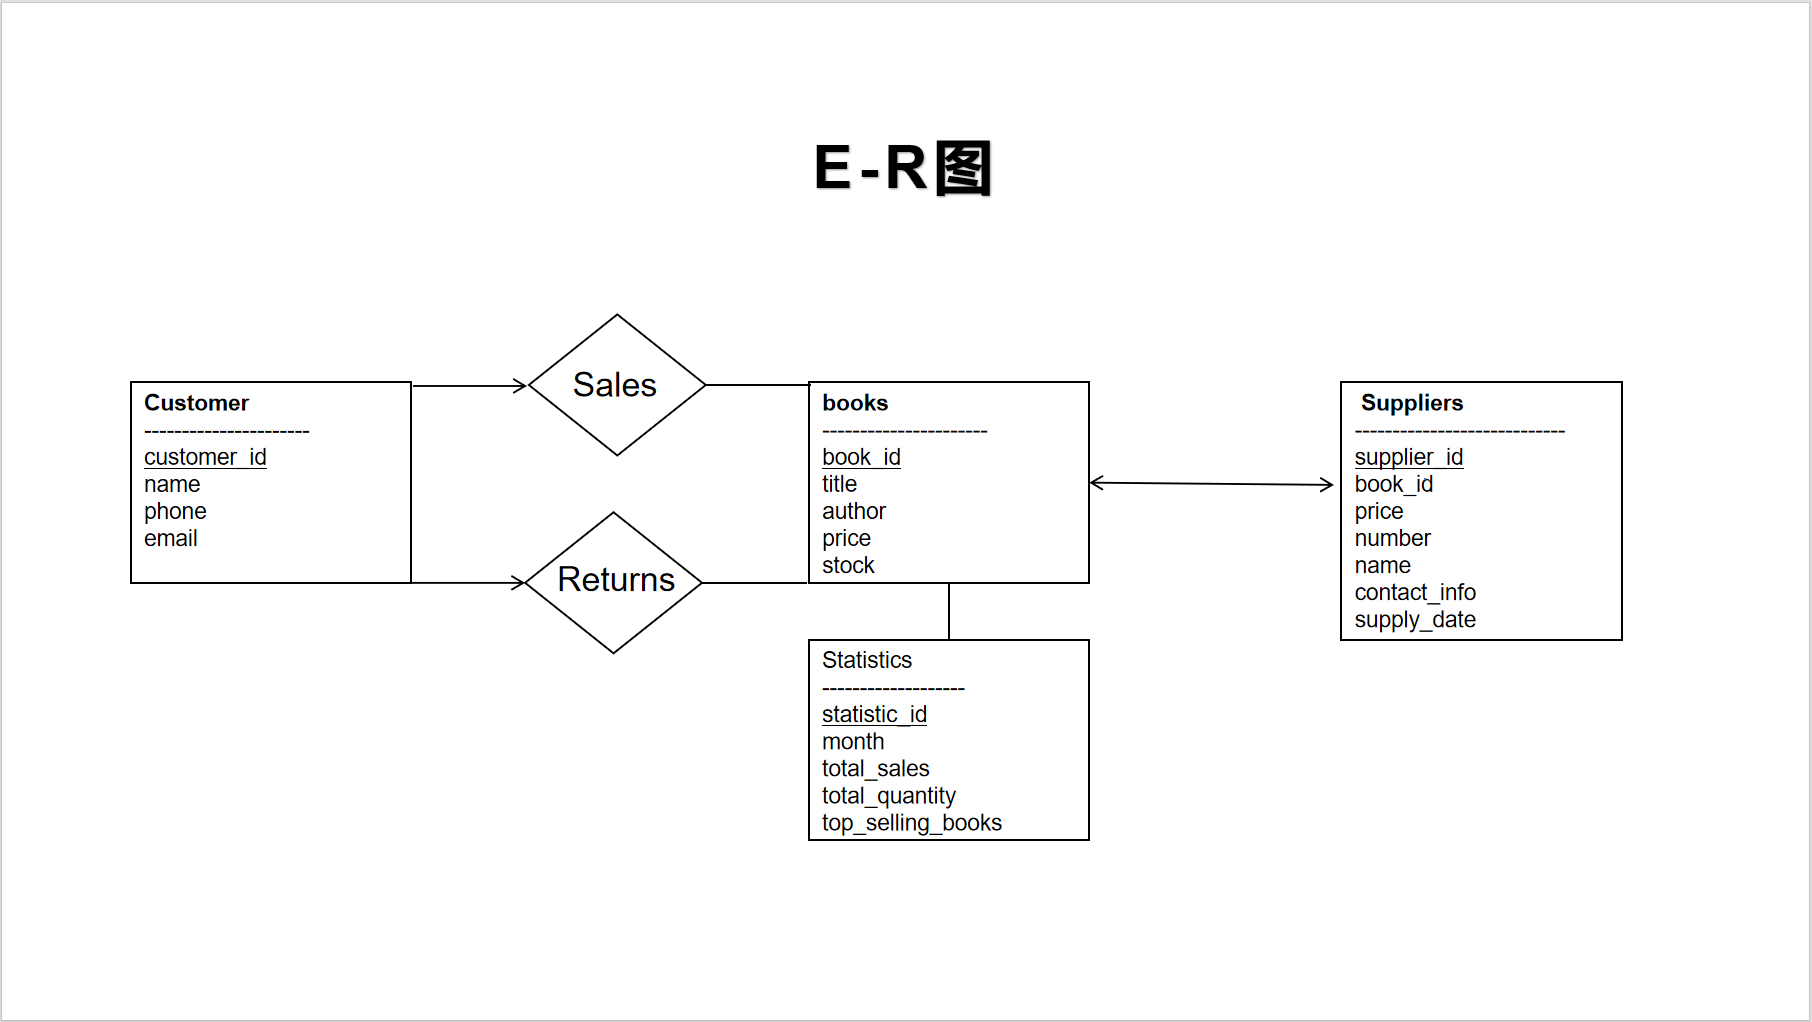 E-R图
Sales
Customer
----------------------
customer_id
name
phone
email
Returns
books
----------------------
book_id
title
author
price
stock
Suppliers
----------------------------
supplier_id
book_id
price
number
name
contact_info
supply_date
Statistics
-------------------
statistic_id
month
total_sales
total_quantity
top_selling_books